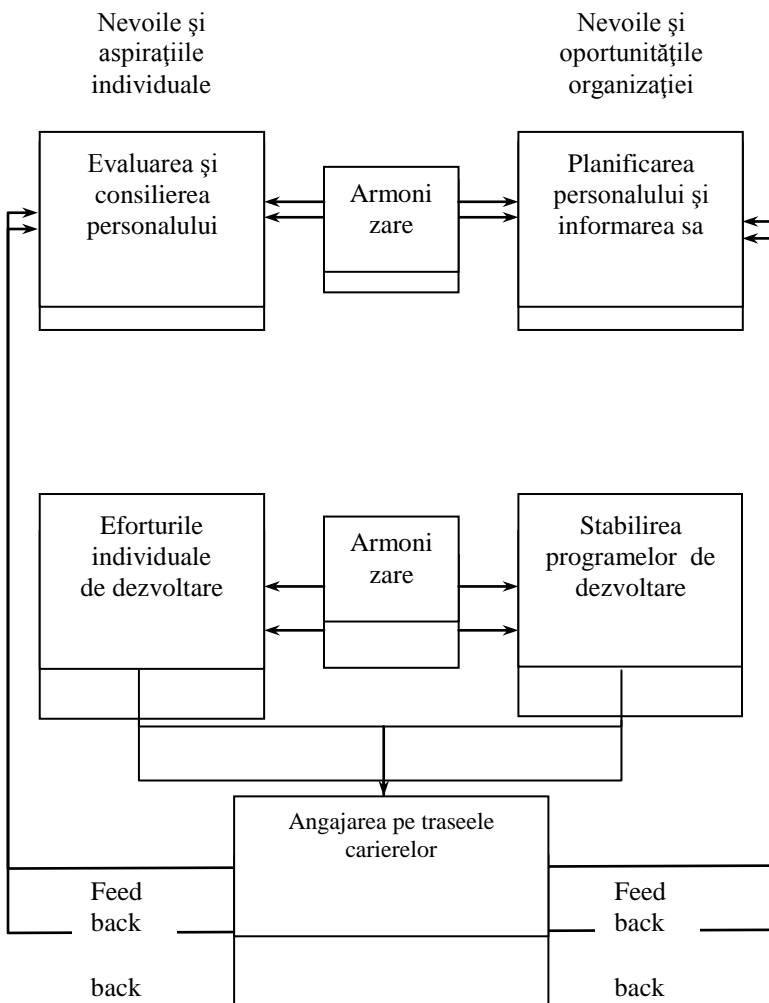 Nevoile şi
aspiraţiile
individuale
Nevoile şi
oportunităţile
organizaţiei
Evaluarea şi
consilierea
personalului
Armoni
zare
Planificarea
personalului şi
informarea sa
Eforturile
individuale
de dezvoltare
Armoni
zare
Stabilirea
programelor de
dezvoltare
Angajarea pe traseele
carierelor
Feed
back
Feed
back
back
back